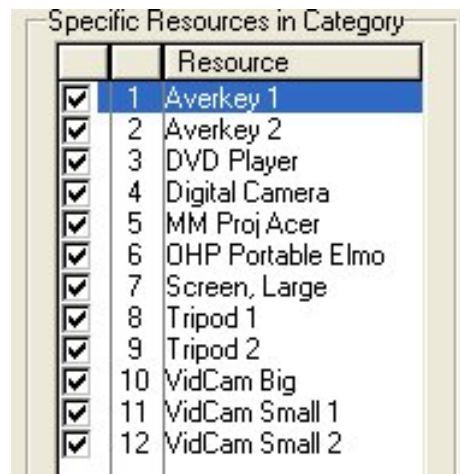 Specific Resources in Category
Resource
1 Averkey 1
2 Averkey 2
3 DVD Player
4 Digital Camera
5 MM Proj Acer
6 OHP Portable Elmo
7 Screen, Large
8 Tripod 1
9 Tripod 2
10 VidCam Big
11 VidCam Small 1
12 VidCam Small 2